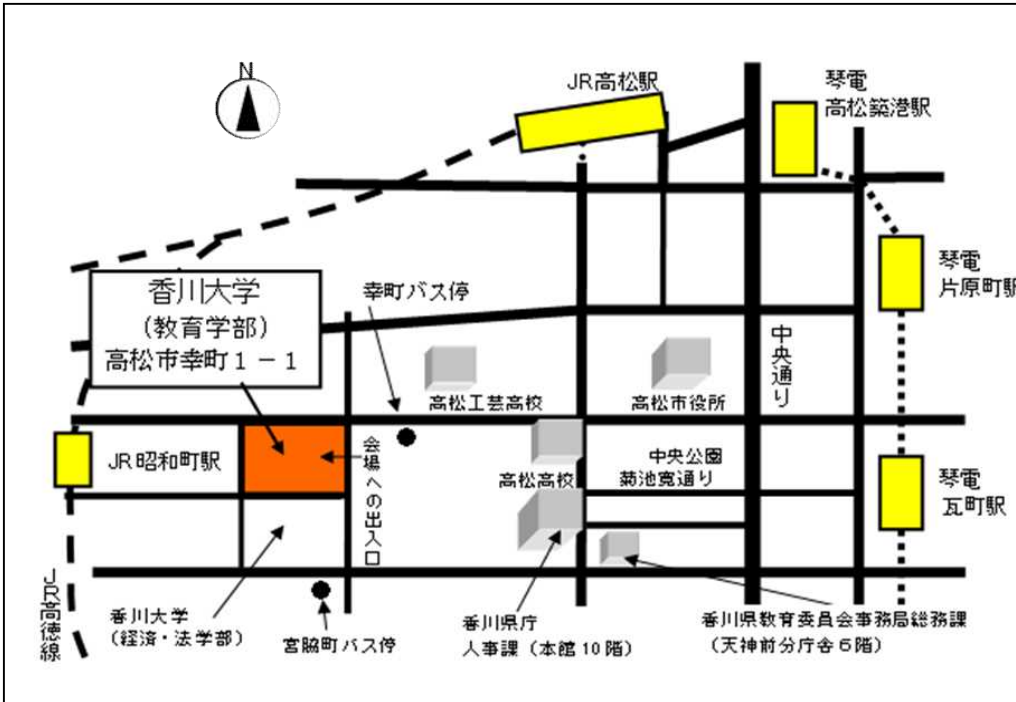 N
JR高松駅
琴電
高松築港駅
琴電
片原町駅
香川大学
(教育学部)
高松市幸町1-1
幸町バス停
中央通り
高松工芸高校
高松市役所
JR昭和町駅
会場への出入口
高松高校
中央公園
菊池寛通り
琴電
瓦町駅
JR高徳線
香川大学
(経済・法学部)
宮脇町バス停
香川県庁
人事課(本館10階)
香川県教育委員会事務局総務課
(天神前分庁舎6階)